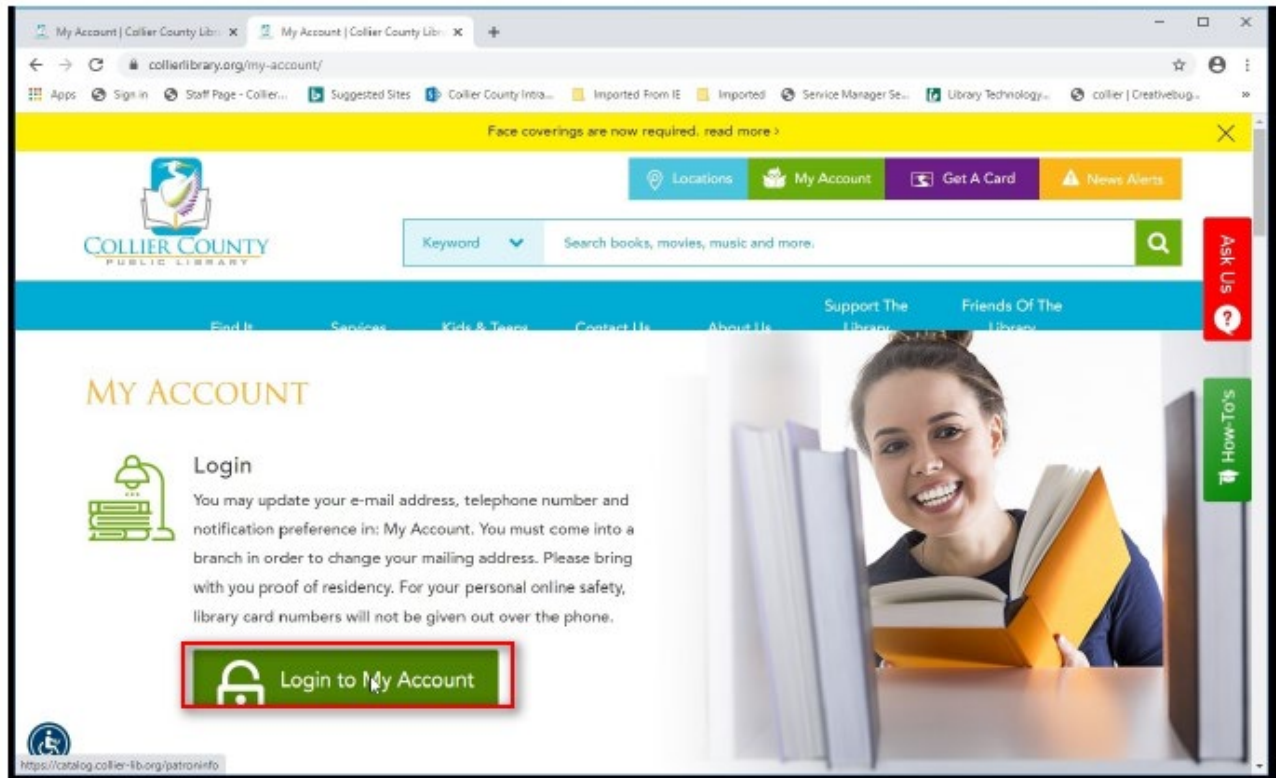 My Account | Collier County Libr
My Account | Collier County Libr
collierlibrary.org/my-account/
Apps Sign in Staff Page - Collier... Suggested Sites Collier County Intra... Imported From IE Imported Service Manager Se... Library Technology... collier | Creativebug...
Face coverings are now required. read more >
Locations My Account Get A Card News Alerts
COLLIER COUNTY
PUBLIC LIBRARY
Keyword Search books, movies, music and more.
Ask Us
Find It Services Kids & Teens Contact Us About Us Support The Library Friends Of The Library
How-To's
MY ACCOUNT
Login
You may update your e-mail address, telephone number and
notification preference in: My Account. You must come into a
branch in order to change your mailing address. Please bring
with you proof of residency. For your personal online safety,
library card numbers will not be given out over the phone.
Login to My Account
https://catalog.collier-lib.org/patroninfo